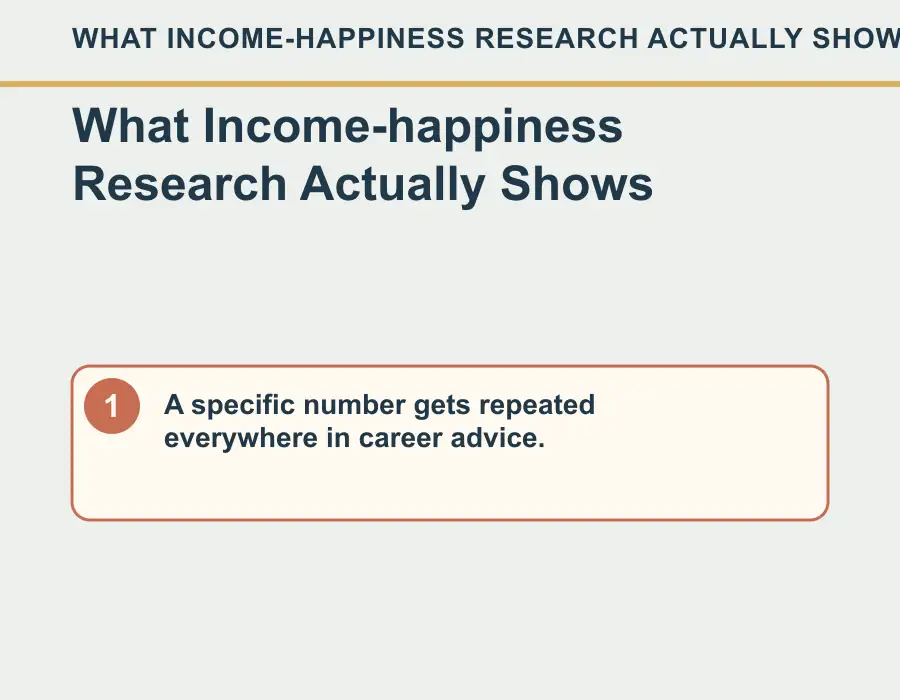 WHAT INCOME-HAPPINESS RESEARCH ACTUALLY SHOW
What Income-happiness
Research Actually Shows
1
A specific number gets repeated
everywhere in career advice.